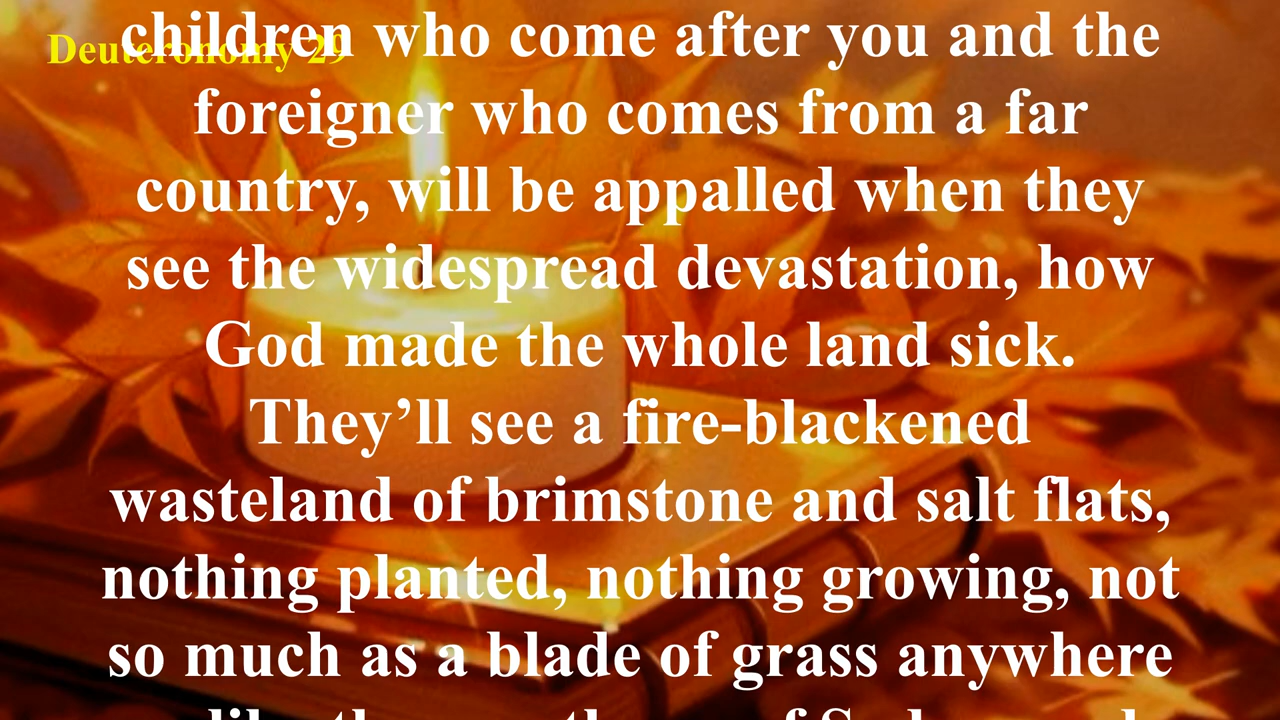 Deuteronomy 29
children who come after you and the
foreigner who comes from a far
country, will be appalled when they
see the widespread devastation, how
God made the whole land sick.
They’ll see a fire-blackened
wasteland of brimstone and salt flats,
nothing planted, nothing growing, not
so much as a blade of grass anywhere